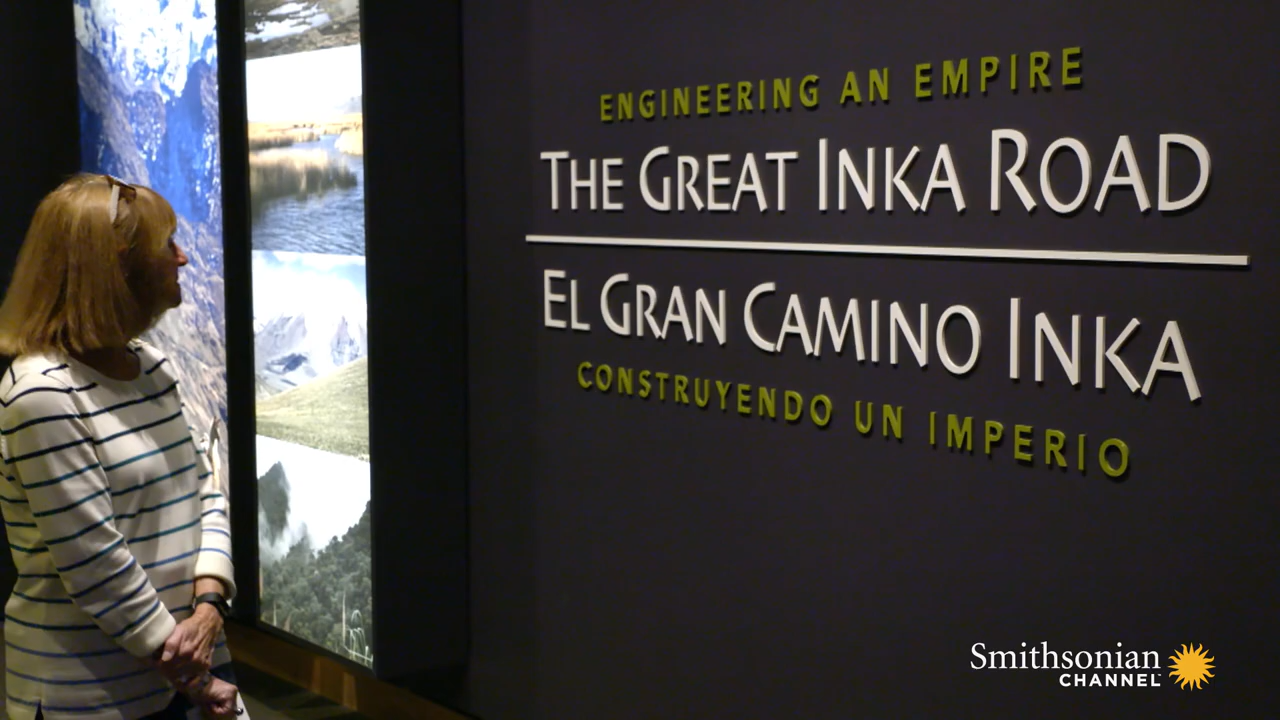 ENGINEERING AN EMPIRE
THE GREAT INKA ROAD
EL GRAN CAMINO INKA
CONSTRUYENDO UN IMPERIO
Smithsonian
CHANNEL